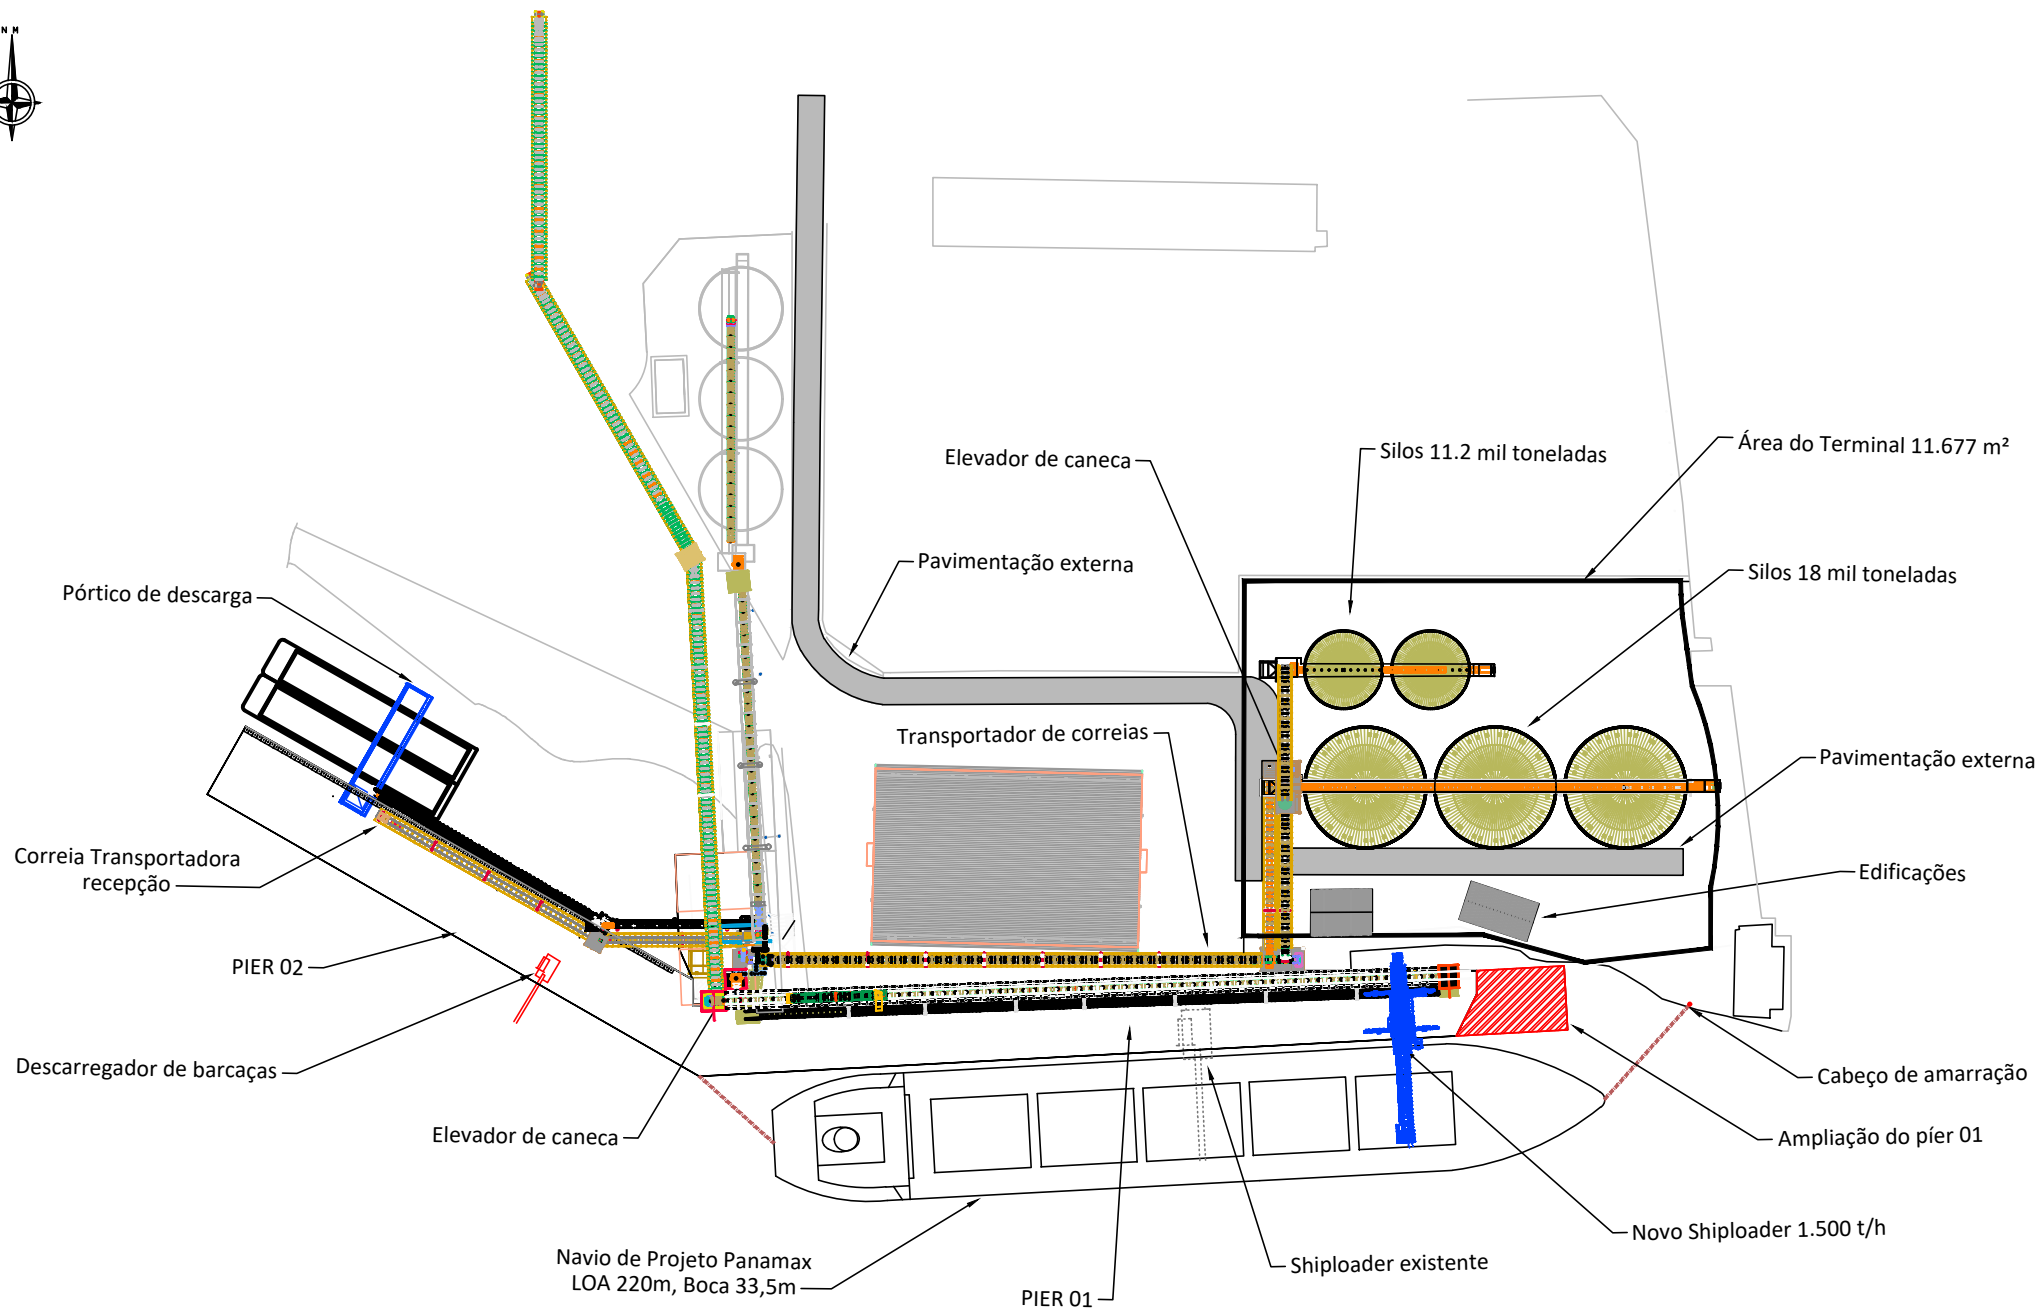 N M
Elevador de caneca
Silos 11.2 mil toneladas
Área do Terminal 11.677 m²
Pavimentação externa
Silos 18 mil toneladas
Pórtico de descarga
Transportador de correias
Pavimentação externa
Correia Transportadora
recepção
Edificações
PIER 02
Descarregador de barcaças
Cabeço de amarração
Elevador de caneca
Ampliação do píer 01
Novo Shiploader 1.500 t/h
Navio de Projeto Panamax
LOA 220m, Boca 33,5m
Shiploader existente
PIER 01